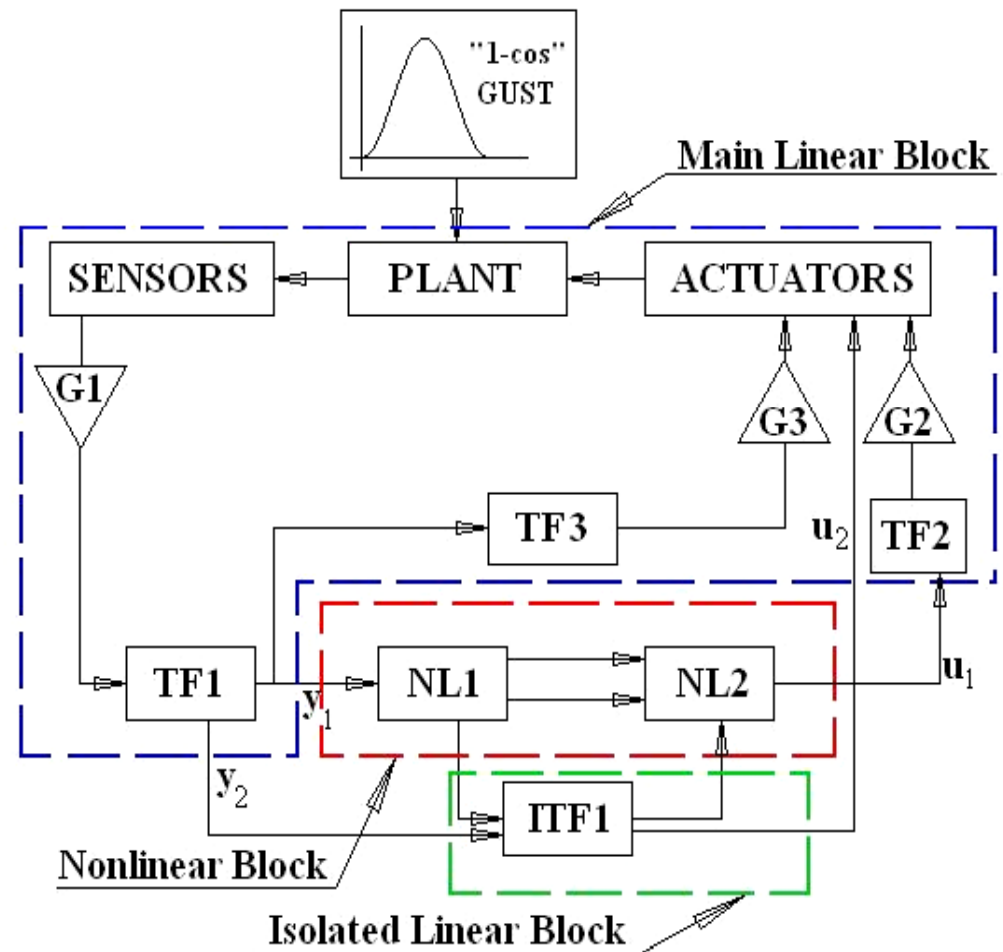 "1-cos"
GUST
Main Linear Block
SENSORS
PLANT
ACTUATORS
G1
G3
G2
TF3
u2
TF2
TF1
y1
NL1
NL2
u1
y2
ITF1
Nonlinear Block
Isolated Linear Block